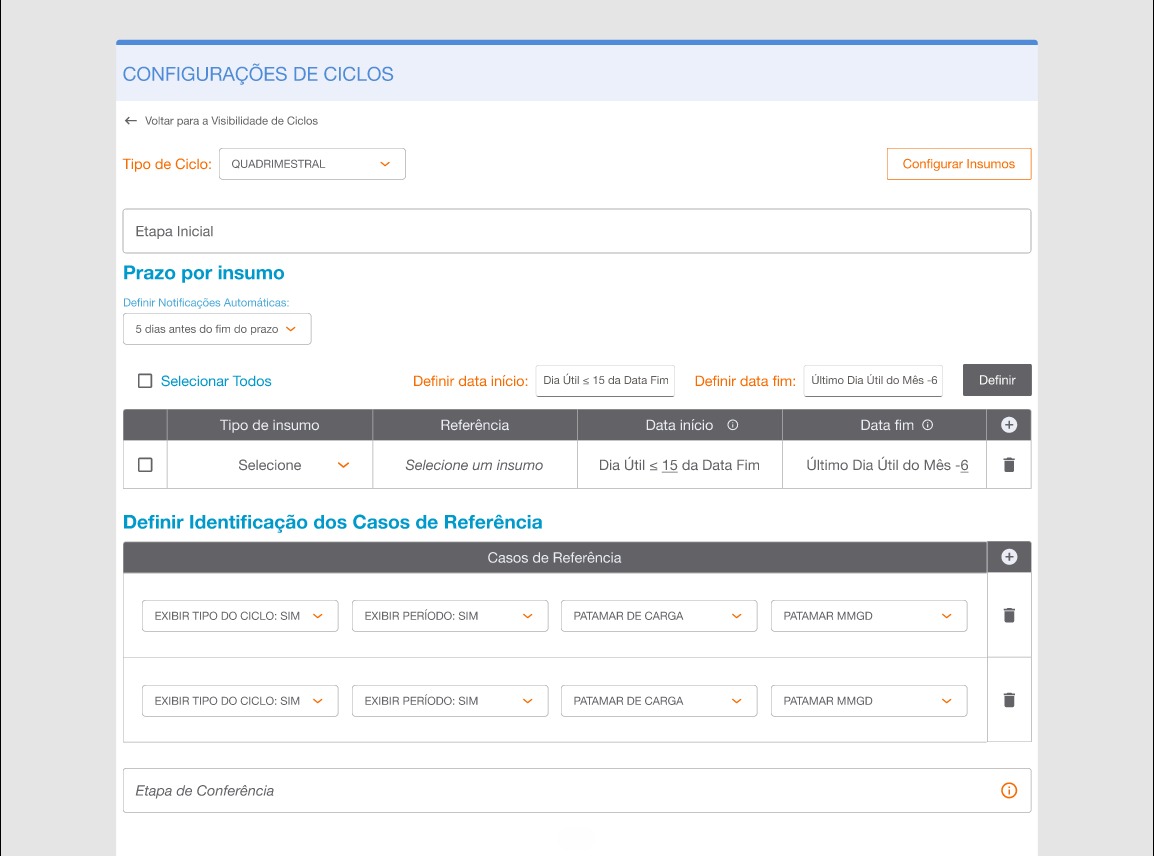 CONFIGURAÇÕES DE CICLOS
Voltar para a Visibilidade de Ciclos
Tipo de Ciclo: QUADRIMESTRAL Configurar Insumos
Etapa Inicial
Prazo por insumo
Definir Notificações Automáticas:
5 dias antes do fim do prazo
Selecionar Todos Definir data início: Dia Útil ≤ 15 da Data Fim Definir data fim: Último Dia Útil do Mês -6 Definir
Tipo de insumo Referência Data início Data fim
Selecione Selecione um insumo Dia Útil ≤ 15 da Data Fim Último Dia Útil do Mês -6
Definir Identificação dos Casos de Referência
Casos de Referência
EXIBIR TIPO DO CICLO: SIM EXIBIR PERÍODO: SIM PATAMAR DE CARGA PATAMAR MMGD
EXIBIR TIPO DO CICLO: SIM EXIBIR PERÍODO: SIM PATAMAR DE CARGA PATAMAR MMGD
Etapa de Conferência